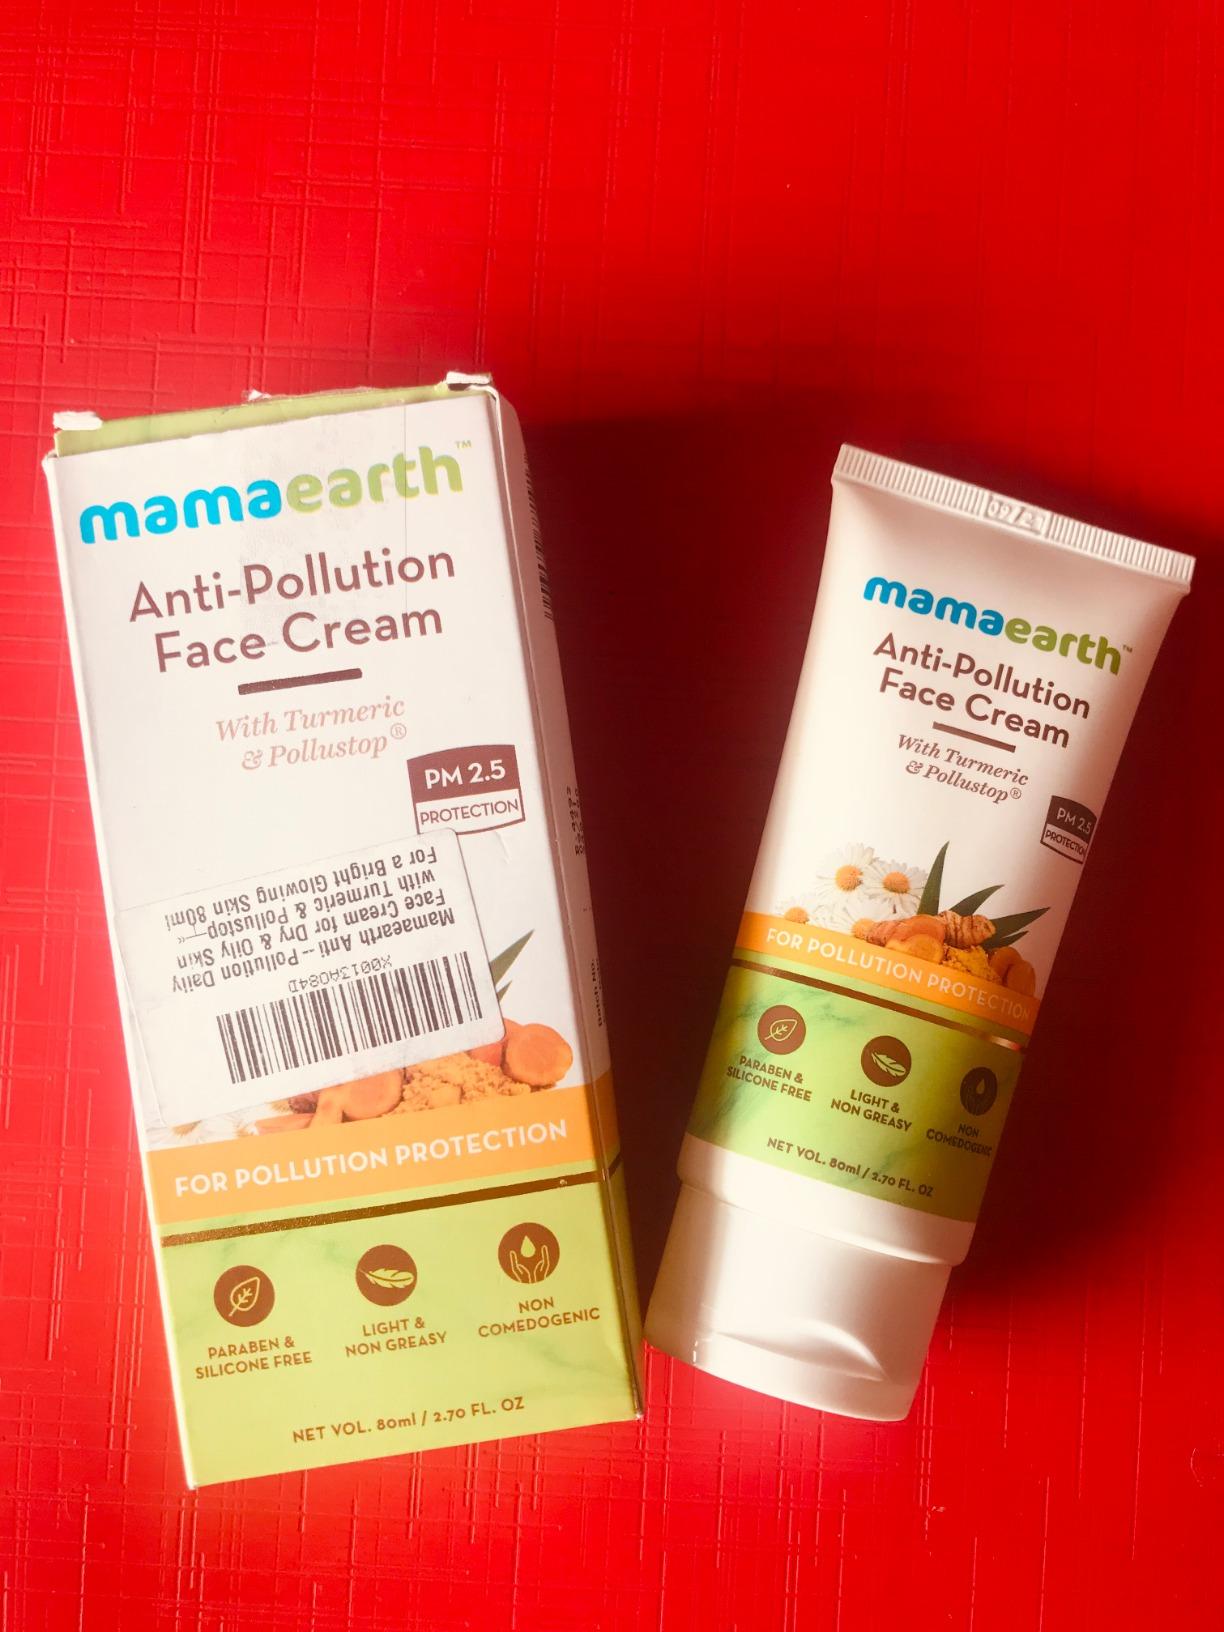 mamaearth™
Anti-Pollution
Face Cream
With Turmeric
& Pollustop®
PM 2.5
PROTECTION
Mamaearth Anti – Pollution Daily
Face Cream for Dry & Oily Skin
with Turmeric & Pollustop
For a Bright Glowing Skin 80ml
FOR POLLUTION PROTECTION
PARABEN &
SILICONE FREE
LIGHT &
NON GREASY
NON
COMEDOGENIC
NET VOL. 80ml / 2.70 FL. OZ
Batch No.
mamaearth™
Anti-Pollution
Face Cream
With Turmeric
& Pollustop®
PM 2.5
PROTECTION
FOR POLLUTION PROTECTION
PARABEN &
SILICONE FREE
LIGHT &
NON GREASY
NON
COMEDOGENIC
NET VOL. 80ml / 2.70 FL. OZ